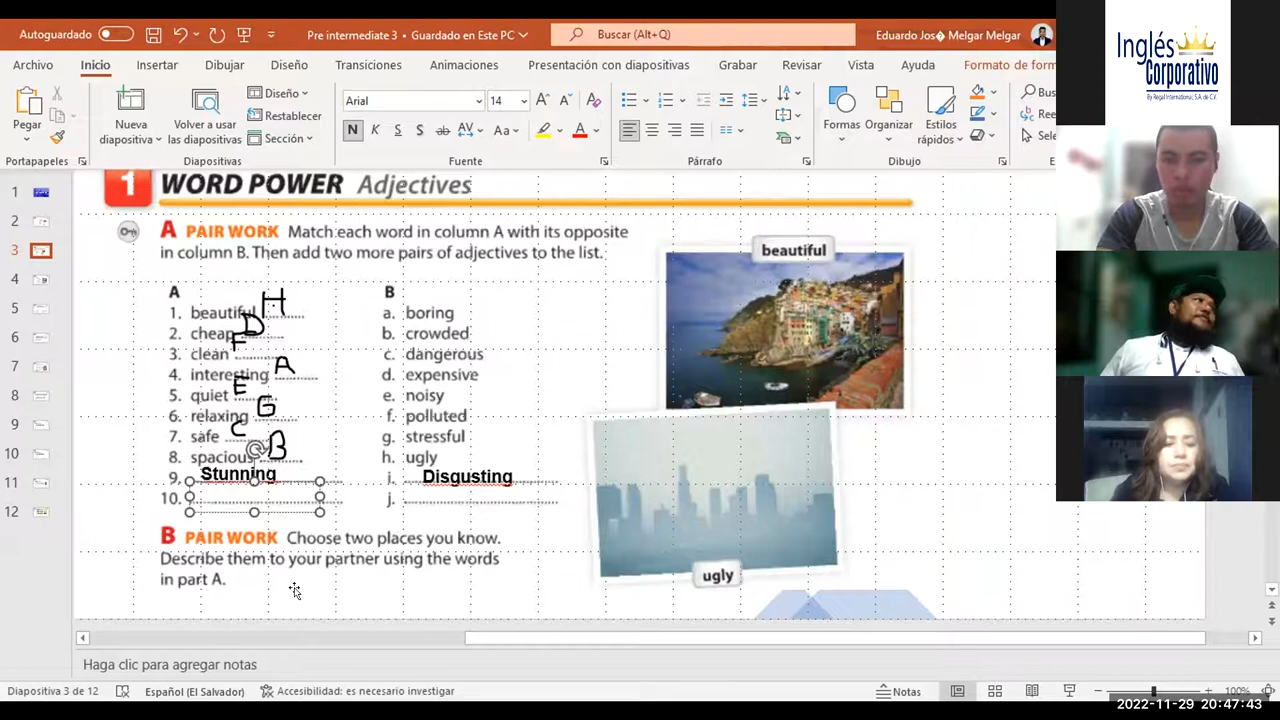 Autoguardado
Pre intermediate 3 • Guardado en Este PC
Buscar (Alt+Q)
Eduardo Jos� Melgar Melgar
Archivo Inicio Insertar Dibujar Diseño Transiciones Presentación con diapositivas Grabar Revisar Vista Ayuda Formato de form
Pegar
Nueva diapositiva
Volver a usar las diapositivas
Diseño
Restablecer
Sección
Arial 14
N K S S ab AV Aa A
Formas Organizar Estilos rápidos
Portapapeles Diapositivas Fuente Párrafo Dibujo
1 WORD POWER Adjectives
A PAIR WORK Match each word in column A with its opposite
in column B. Then add two more pairs of adjectives to the list.
A B
1. beautiful H a. boring
2. cheap D b. crowded
3. clean F c. dangerous
4. interesting A d. expensive
5. quiet E e. noisy
6. relaxing G f. polluted
7. safe C g. stressful
8. spacious B h. ugly
9. Stunning i. Disgusting
10. j.
B PAIR WORK Choose two places you know.
Describe them to your partner using the words
in part A.
beautiful
ugly
1
2
3
4
5
6
7
8
9
10
11
12
Haga clic para agregar notas
Diapositiva 3 de 12 Español (El Salvador) Accesibilidad: es necesario investigar Notas 100%
Inglés
Corporativo
By Regal International, S.A. de C.V.
2022-11-29 20:47:43